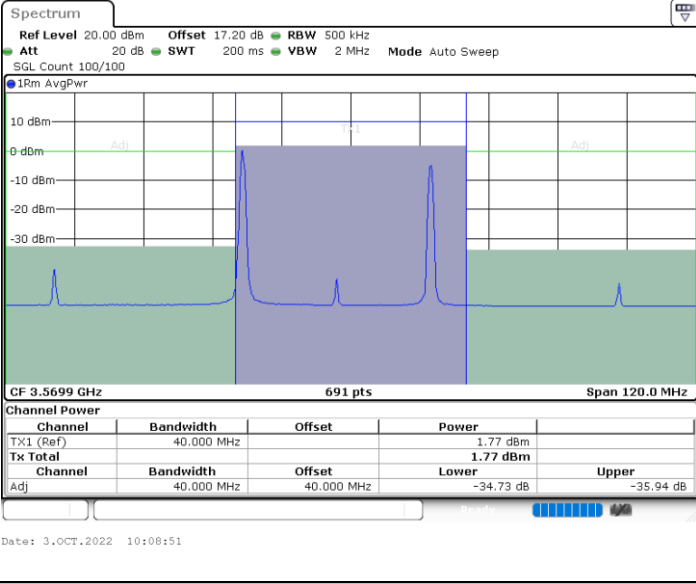 Spectrum
Ref Level 20.00 dBm Offset 17.20 dB RBW 500 kHz
Att 20 dB SWT 200 ms VBW 2 MHz Mode Auto Sweep
SGL Count 100/100
1Rm AvgPwr
10 dBm
TX1
Adj
Adj
0 dBm
-10 dBm
-20 dBm
-30 dBm
CF 3.5699 GHz 691 pts Span 120.0 MHz
Channel Power
Channel Bandwidth Offset Power
TX1 (Ref) 40.000 MHz 1.77 dBm
Tx Total 1.77 dBm
Channel Bandwidth Offset Lower Upper
Adj 40.000 MHz 40.000 MHz -34.73 dB -35.94 dB
Ready
Date: 3.OCT.2022 10:08:51